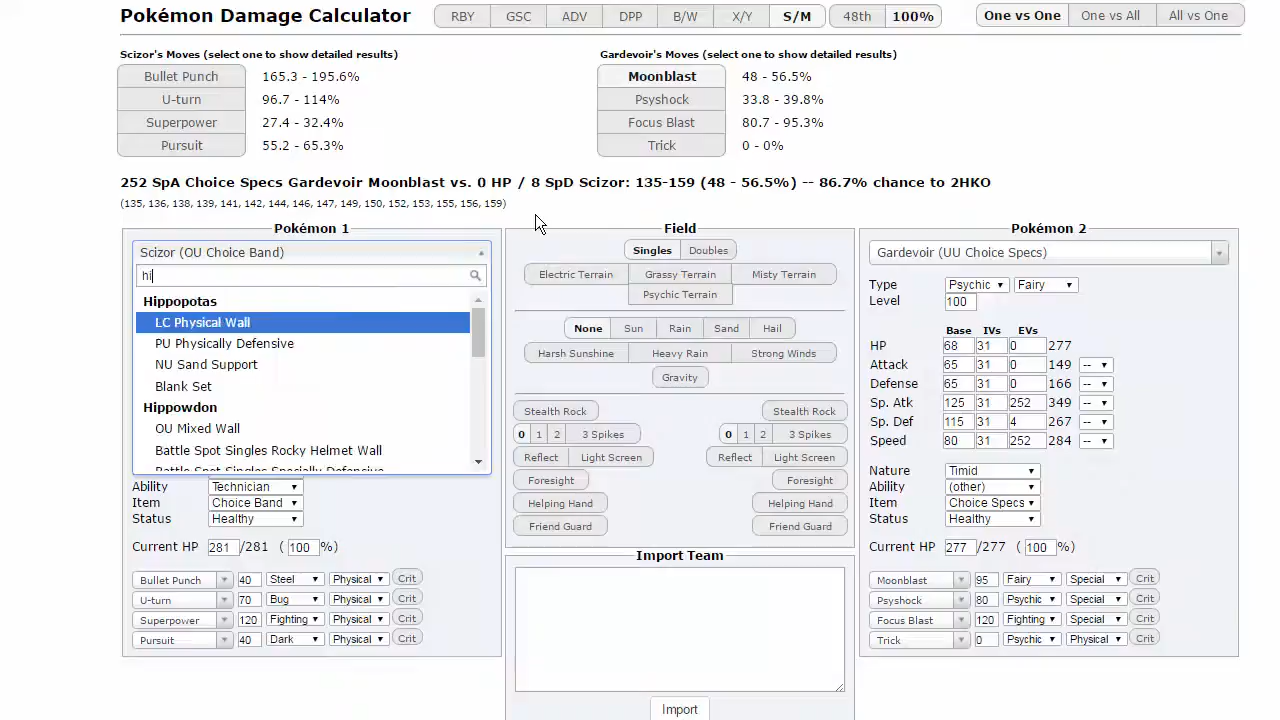 Pokémon Damage Calculator RBY GSC ADV DPP B/W X/Y S/M 48th 100% One vs One One vs All All vs One
Scizor's Moves (select one to show detailed results) Gardevoir's Moves (select one to show detailed results)
Bullet Punch 165.3 - 195.6% Moonblast 48 - 56.5%
U-turn 96.7 - 114% Psyshock 33.8 - 39.8%
Superpower 27.4 - 32.4% Focus Blast 80.7 - 95.3%
Pursuit 55.2 - 65.3% Trick 0 - 0%
252 SpA Choice Specs Gardevoir Moonblast vs. 0 HP / 8 SpD Scizor: 135-159 (48 - 56.5%) -- 86.7% chance to 2HKO
(135, 136, 138, 139, 141, 142, 144, 146, 147, 149, 150, 152, 153, 155, 156, 159)
Pokémon 1
Scizor (OU Choice Band)
hi
Hippopotas
LC Physical Wall
PU Physically Defensive
NU Sand Support
Blank Set
Hippowdon
OU Mixed Wall
Battle Spot Singles Rocky Helmet Wall
Battle Spot Singles Specially Defensive
Ability Technician
Item Choice Band
Status Healthy
Current HP 281/281 (100%)
Bullet Punch 40 Steel Physical Crit
U-turn 70 Bug Physical Crit
Superpower 120 Fighting Physical Crit
Pursuit 40 Dark Physical Crit
Field
Singles Doubles
Electric Terrain Grassy Terrain Misty Terrain
Psychic Terrain
None Sun Rain Sand Hail
Harsh Sunshine Heavy Rain Strong Winds
Gravity
Stealth Rock Stealth Rock
0 1 2 3 Spikes 0 1 2 3 Spikes
Reflect Light Screen Reflect Light Screen
Foresight Foresight
Helping Hand Helping Hand
Friend Guard Friend Guard
Import Team
Import
Pokémon 2
Gardevoir (UU Choice Specs)
Type Psychic Fairy
Level 100
Base IVs EVs
HP 68 31 0 277
Attack 65 31 0 149 --
Defense 65 31 0 166 --
Sp. Atk 125 31 252 349 --
Sp. Def 115 31 4 267 --
Speed 80 31 252 284 --
Nature Timid
Ability (other)
Item Choice Specs
Status Healthy
Current HP 277/277 (100%)
Moonblast 95 Fairy Special Crit
Psyshock 80 Psychic Special Crit
Focus Blast 120 Fighting Special Crit
Trick 0 Psychic Physical Crit